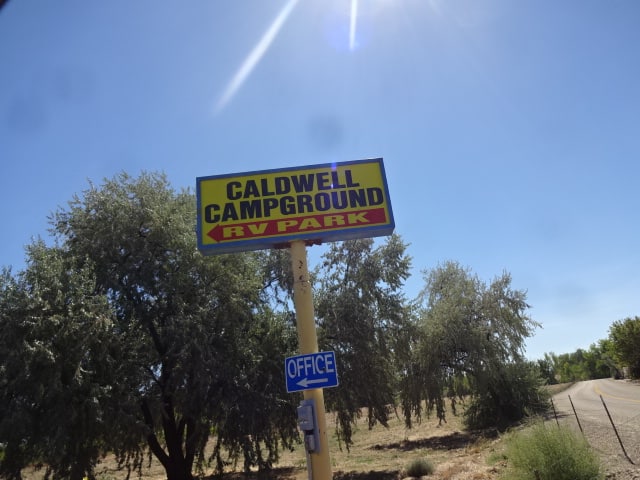 CALDWELL
CAMPGROUND
RV PARK
OFFICE